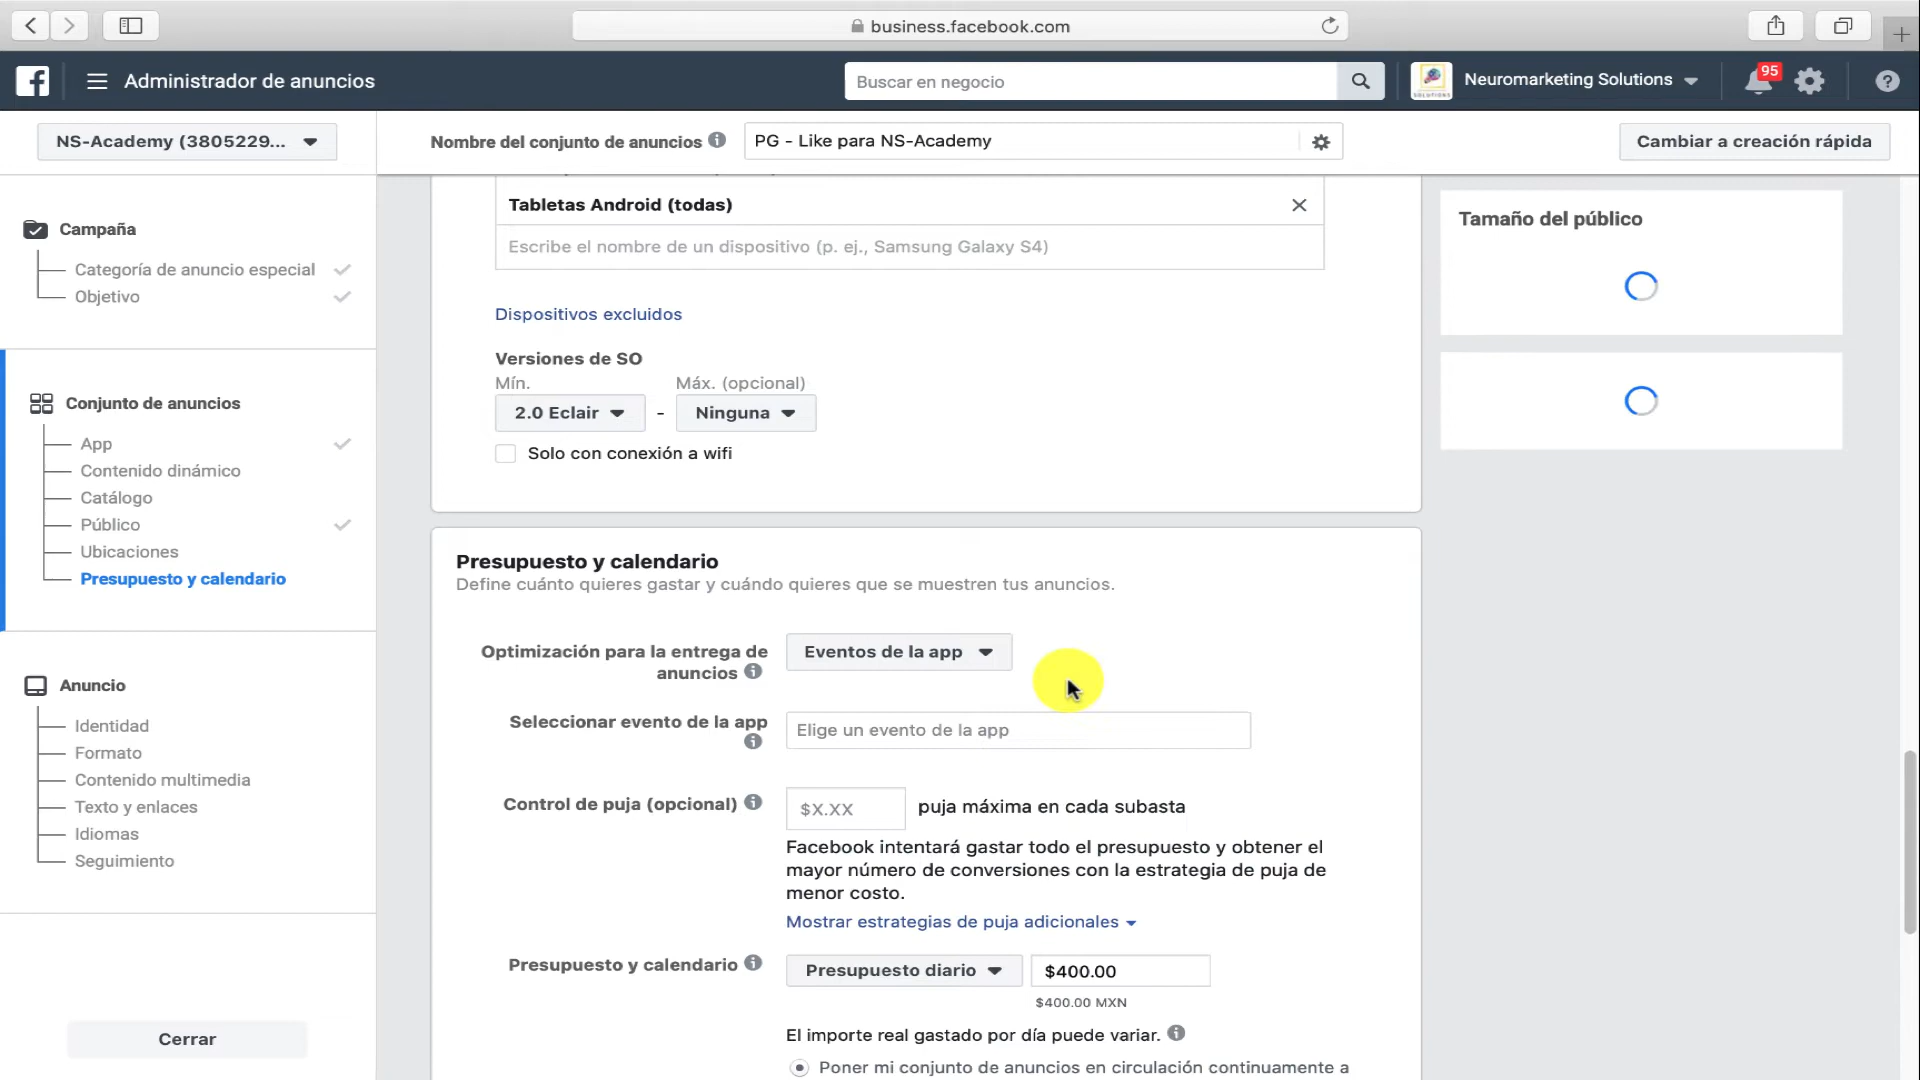 business.facebook.com
Administrador de anuncios
Buscar en negocio
Neuromarketing Solutions
95
NS-Academy (3805229...
Nombre del conjunto de anuncios
PG - Like para NS-Academy
Cambiar a creación rápida
Campaña
Categoría de anuncio especial
Objetivo
Conjunto de anuncios
App
Contenido dinámico
Catálogo
Público
Ubicaciones
Presupuesto y calendario
Anuncio
Identidad
Formato
Contenido multimedia
Texto y enlaces
Idiomas
Seguimiento
Cerrar
Tabletas Android (todas)
Escribe el nombre de un dispositivo (p. ej., Samsung Galaxy S4)
Dispositivos excluidos
Versiones de SO
Mín.
Máx. (opcional)
2.0 Eclair
-
Ninguna
Solo con conexión a wifi
Presupuesto y calendario
Define cuánto quieres gastar y cuándo quieres que se muestren tus anuncios.
Optimización para la entrega de
anuncios
Eventos de la app
Seleccionar evento de la app
Elige un evento de la app
Control de puja (opcional)
$X.XX
puja máxima en cada subasta
Facebook intentará gastar todo el presupuesto y obtener el
mayor número de conversiones con la estrategia de puja de
menor costo.
Mostrar estrategias de puja adicionales
Presupuesto y calendario
Presupuesto diario
$400.00
$400.00 MXN
El importe real gastado por día puede variar.
Poner mi conjunto de anuncios en circulación continuamente a
Tamaño del público